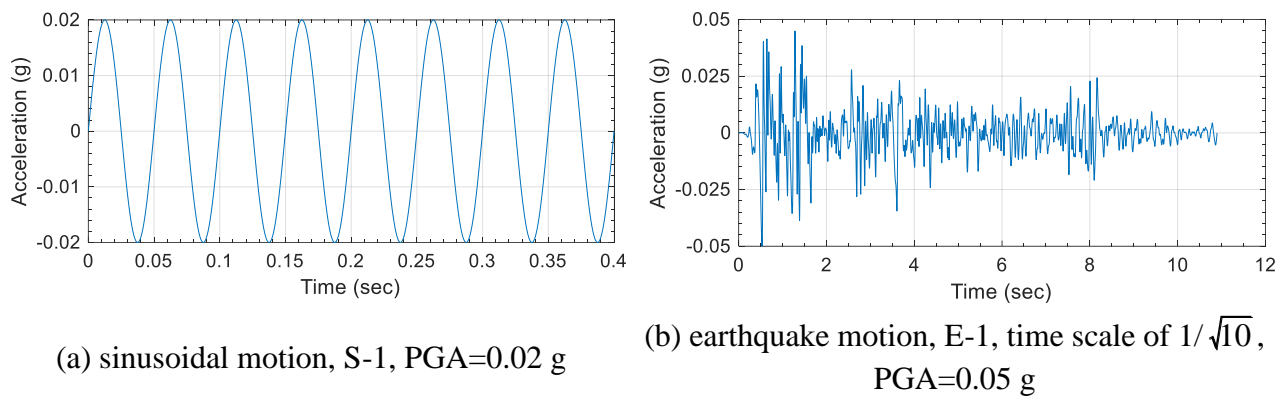 0.02
0.01
0
-0.01
-0.02
Acceleration (g)
0 0.05 0.1 0.15 0.2 0.25 0.3 0.35 0.4
Time (sec)
(a) sinusoidal motion, S-1, PGA=0.02 g
0.05
0.025
0
-0.025
-0.05
Acceleration (g)
0 2 4 6 8 10 12
Time (sec)
(b) earthquake motion, E-1, time scale of 1/√10,
PGA=0.05 g